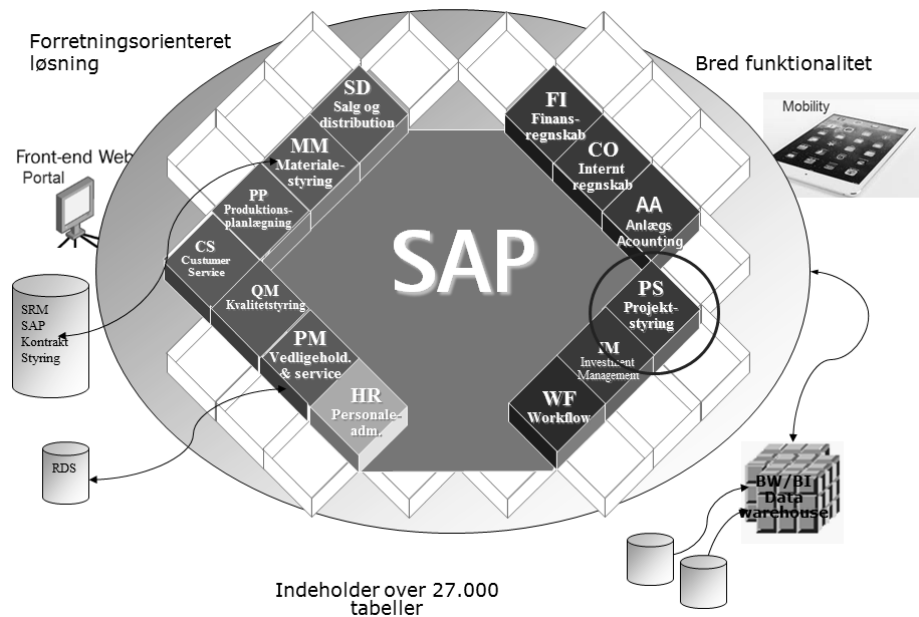 Forretningsorienteret
løsning
Bred funktionalitet
SD
Salg og
distribution
MM
Materiale-
styring
PP
Produktions-
planlægning
CS
Custumer
Service
QM
Kvalitetstyring
PM
Vedligehold.
& service
HR
Personale-
adm.
SAP
FI
Finans-
regnskab
CO
Internt
regnskab
AA
Anlægs
Acounting
PS
Projekt-
styring
IM
Investment
Management
WF
Workflow
Mobility
Front-end Web
Portal
SRM
SAP
Kontrakt
Styring
RDS
BW/BI
Data
warehouse
Indeholder over 27.000
tabeller